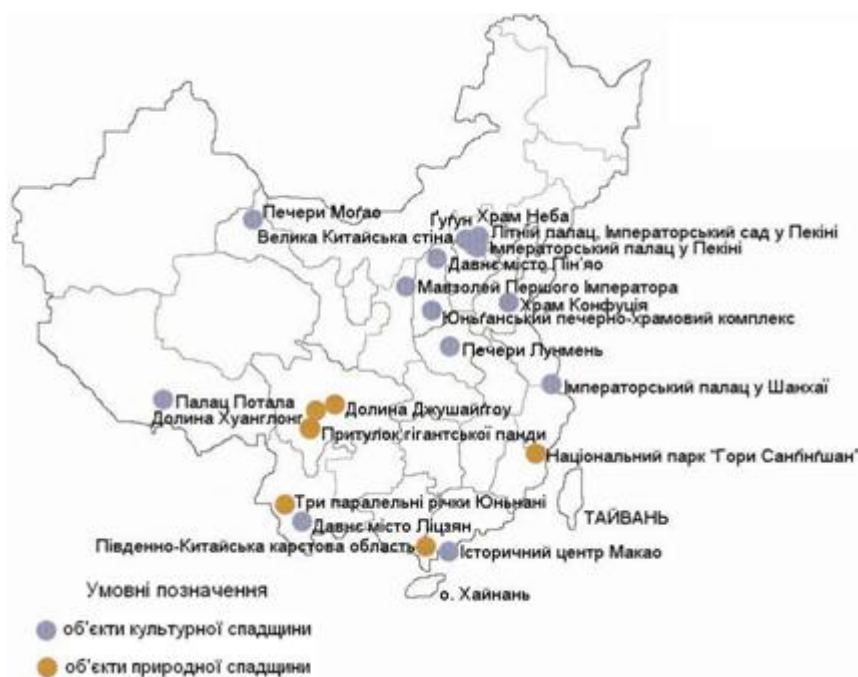 Печери Моґао
Ґуґун
Храм Неба
Літній палац, Імператорський сад у Пекіні
Велика Китайська стіна
Імператорський палац у Пекіні
Давнє місто Пін'яо
Мавзолей Першого Імператора
Храм Конфуція
Юньґанський печерно-храмовий комплекс
Печери Лунмень
Імператорський палац у Шанхаї
Палац Потала
Долина Джушайґгоу
Долина Хуанглонг
Притулок гігантської панди
Національний парк "Гори Санґінґшан"
Три паралельні річки Юньнані
ТАЙВАНЬ
Давнє місто Ліцзян
Південно-Китайська карстова область
Історичний центр Макао
о. Хайнань
Умовні позначення
об'єкти культурної спадщини
об'єкти природної спадщини